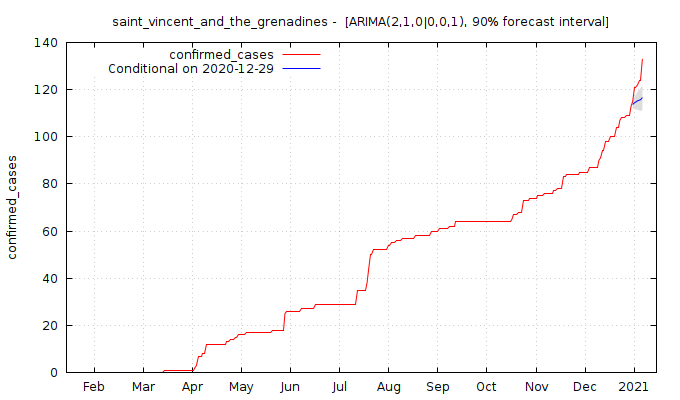 saint_vincent_and_the_grenadines -  [ARIMA(2,1,0|0,0,1), 90% forecast interval]
confirmed_cases
Conditional on 2020-12-29
confirmed_cases
140
120
100
80
60
40
20
0
Feb Mar Apr May Jun Jul Aug Sep Oct Nov Dec 2021